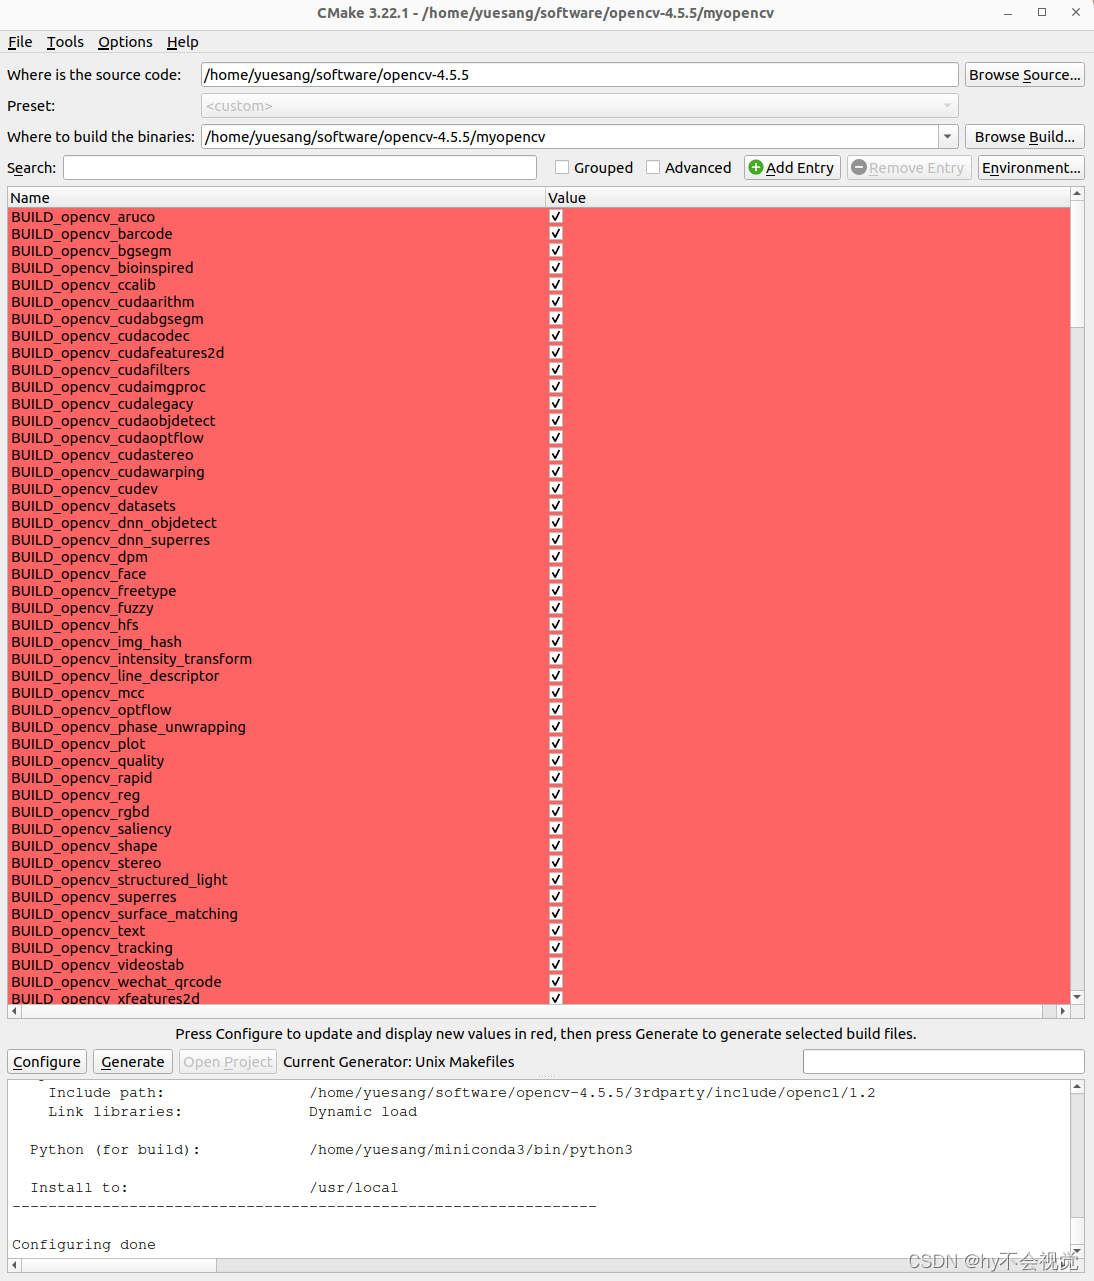 CMake 3.22.1 - /home/yuesang/software/opencv-4.5.5/myopencv
File Tools Options Help
Where is the source code: /home/yuesang/software/opencv-4.5.5 Browse Source...
Preset: <custom>
Where to build the binaries: /home/yuesang/software/opencv-4.5.5/myopencv Browse Build...
Search: Grouped Advanced Add Entry Remove Entry Environment...
Name Value
BUILD_opencv_aruco
BUILD_opencv_barcode
BUILD_opencv_bgsegm
BUILD_opencv_bioinspired
BUILD_opencv_ccalib
BUILD_opencv_cudaarithm
BUILD_opencv_cudabgsegm
BUILD_opencv_cudacodec
BUILD_opencv_cudafeatures2d
BUILD_opencv_cudafilters
BUILD_opencv_cudaimgproc
BUILD_opencv_cudalegacy
BUILD_opencv_cudaobjdetect
BUILD_opencv_cudaoptflow
BUILD_opencv_cudastereo
BUILD_opencv_cudawarping
BUILD_opencv_cudev
BUILD_opencv_datasets
BUILD_opencv_dnn_objdetect
BUILD_opencv_dnn_superres
BUILD_opencv_dpm
BUILD_opencv_face
BUILD_opencv_freetype
BUILD_opencv_fuzzy
BUILD_opencv_hfs
BUILD_opencv_img_hash
BUILD_opencv_intensity_transform
BUILD_opencv_line_descriptor
BUILD_opencv_mcc
BUILD_opencv_optflow
BUILD_opencv_phase_unwrapping
BUILD_opencv_plot
BUILD_opencv_quality
BUILD_opencv_rapid
BUILD_opencv_reg
BUILD_opencv_rgbd
BUILD_opencv_saliency
BUILD_opencv_shape
BUILD_opencv_stereo
BUILD_opencv_structured_light
BUILD_opencv_superres
BUILD_opencv_surface_matching
BUILD_opencv_text
BUILD_opencv_tracking
BUILD_opencv_videostab
BUILD_opencv_wechat_qrcode
BUILD_opencv_xfeatures2d
Press Configure to update and display new values in red, then press Generate to generate selected build files.
Configure Generate Open Project Current Generator: Unix Makefiles
Include path: /home/yuesang/software/opencv-4.5.5/3rdparty/include/opencl/1.2
Link libraries: Dynamic load
Python (for build): /home/yuesang/miniconda3/bin/python3
Install to: /usr/local
-----------------------------------------------------------------
Configuring done
CSDN @hy不会视觉